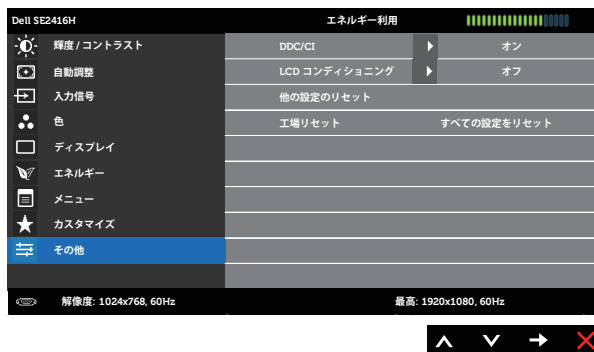 Dell SE2416H エネルギー利用
輝度/コントラスト DDC/CI オン
自動調整 LCD コンディショニング オフ
入力信号 他の設定のリセット
色 工場リセット すべての設定をリセット
ディスプレイ
エネルギー
メニュー
カスタマイズ
その他
解像度: 1024x768, 60Hz 最高: 1920x1080, 60Hz